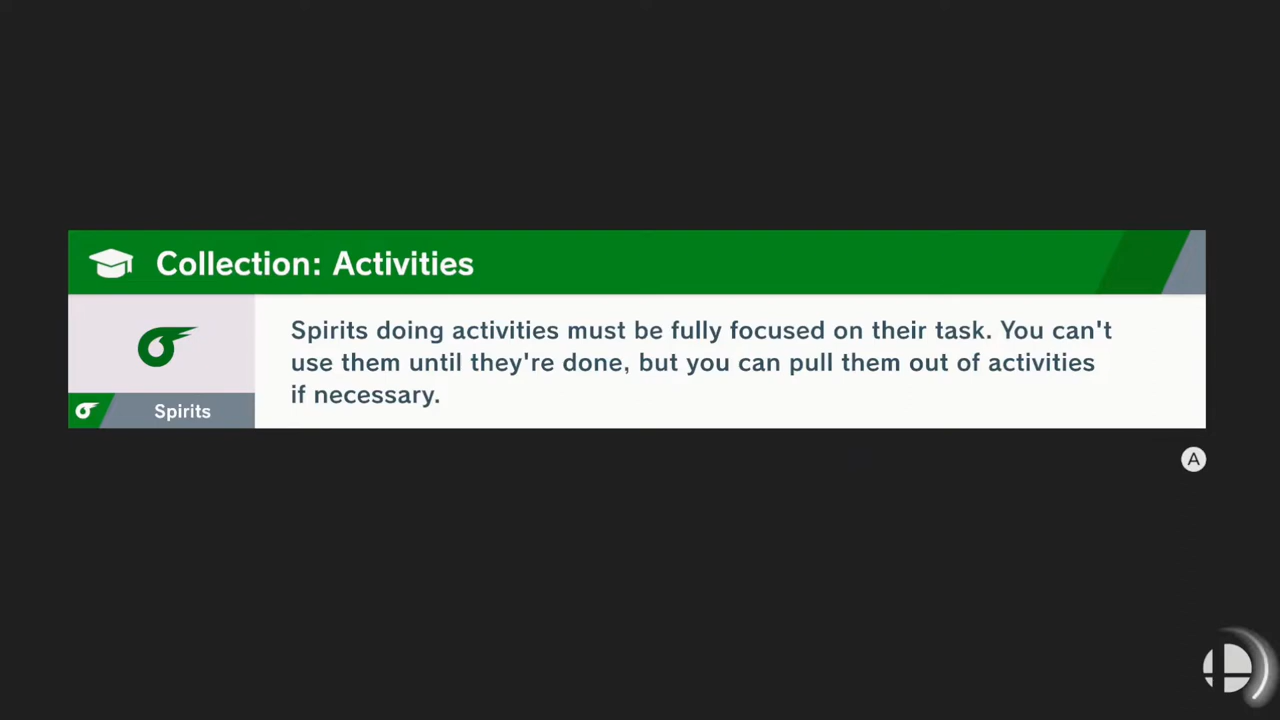 Collection: Activities
Spirits doing activities must be fully focused on their task. You can't
use them until they're done, but you can pull them out of activities
if necessary.
Spirits
A